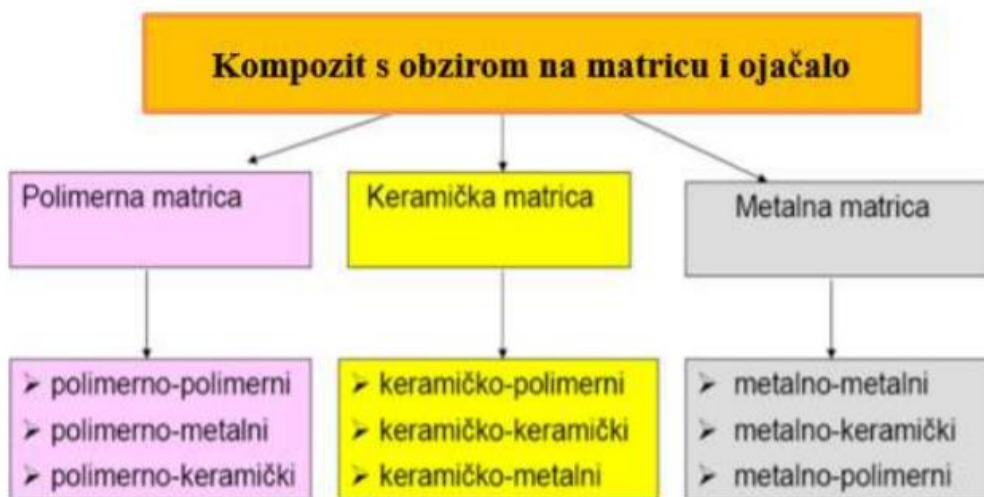 Kompozit s obzirom na matricu i ojačalo
Polimerna matrica
Keramička matrica
Metalna matrica
➢ polimerno-polimerni
➢ polimerno-metalni
➢ polimerno-keramički
➢ keramičko-polimerni
➢ keramičko-keramički
➢ keramičko-metalni
➢ metalno-metalni
➢ metalno-keramički
➢ metalno-polimerni